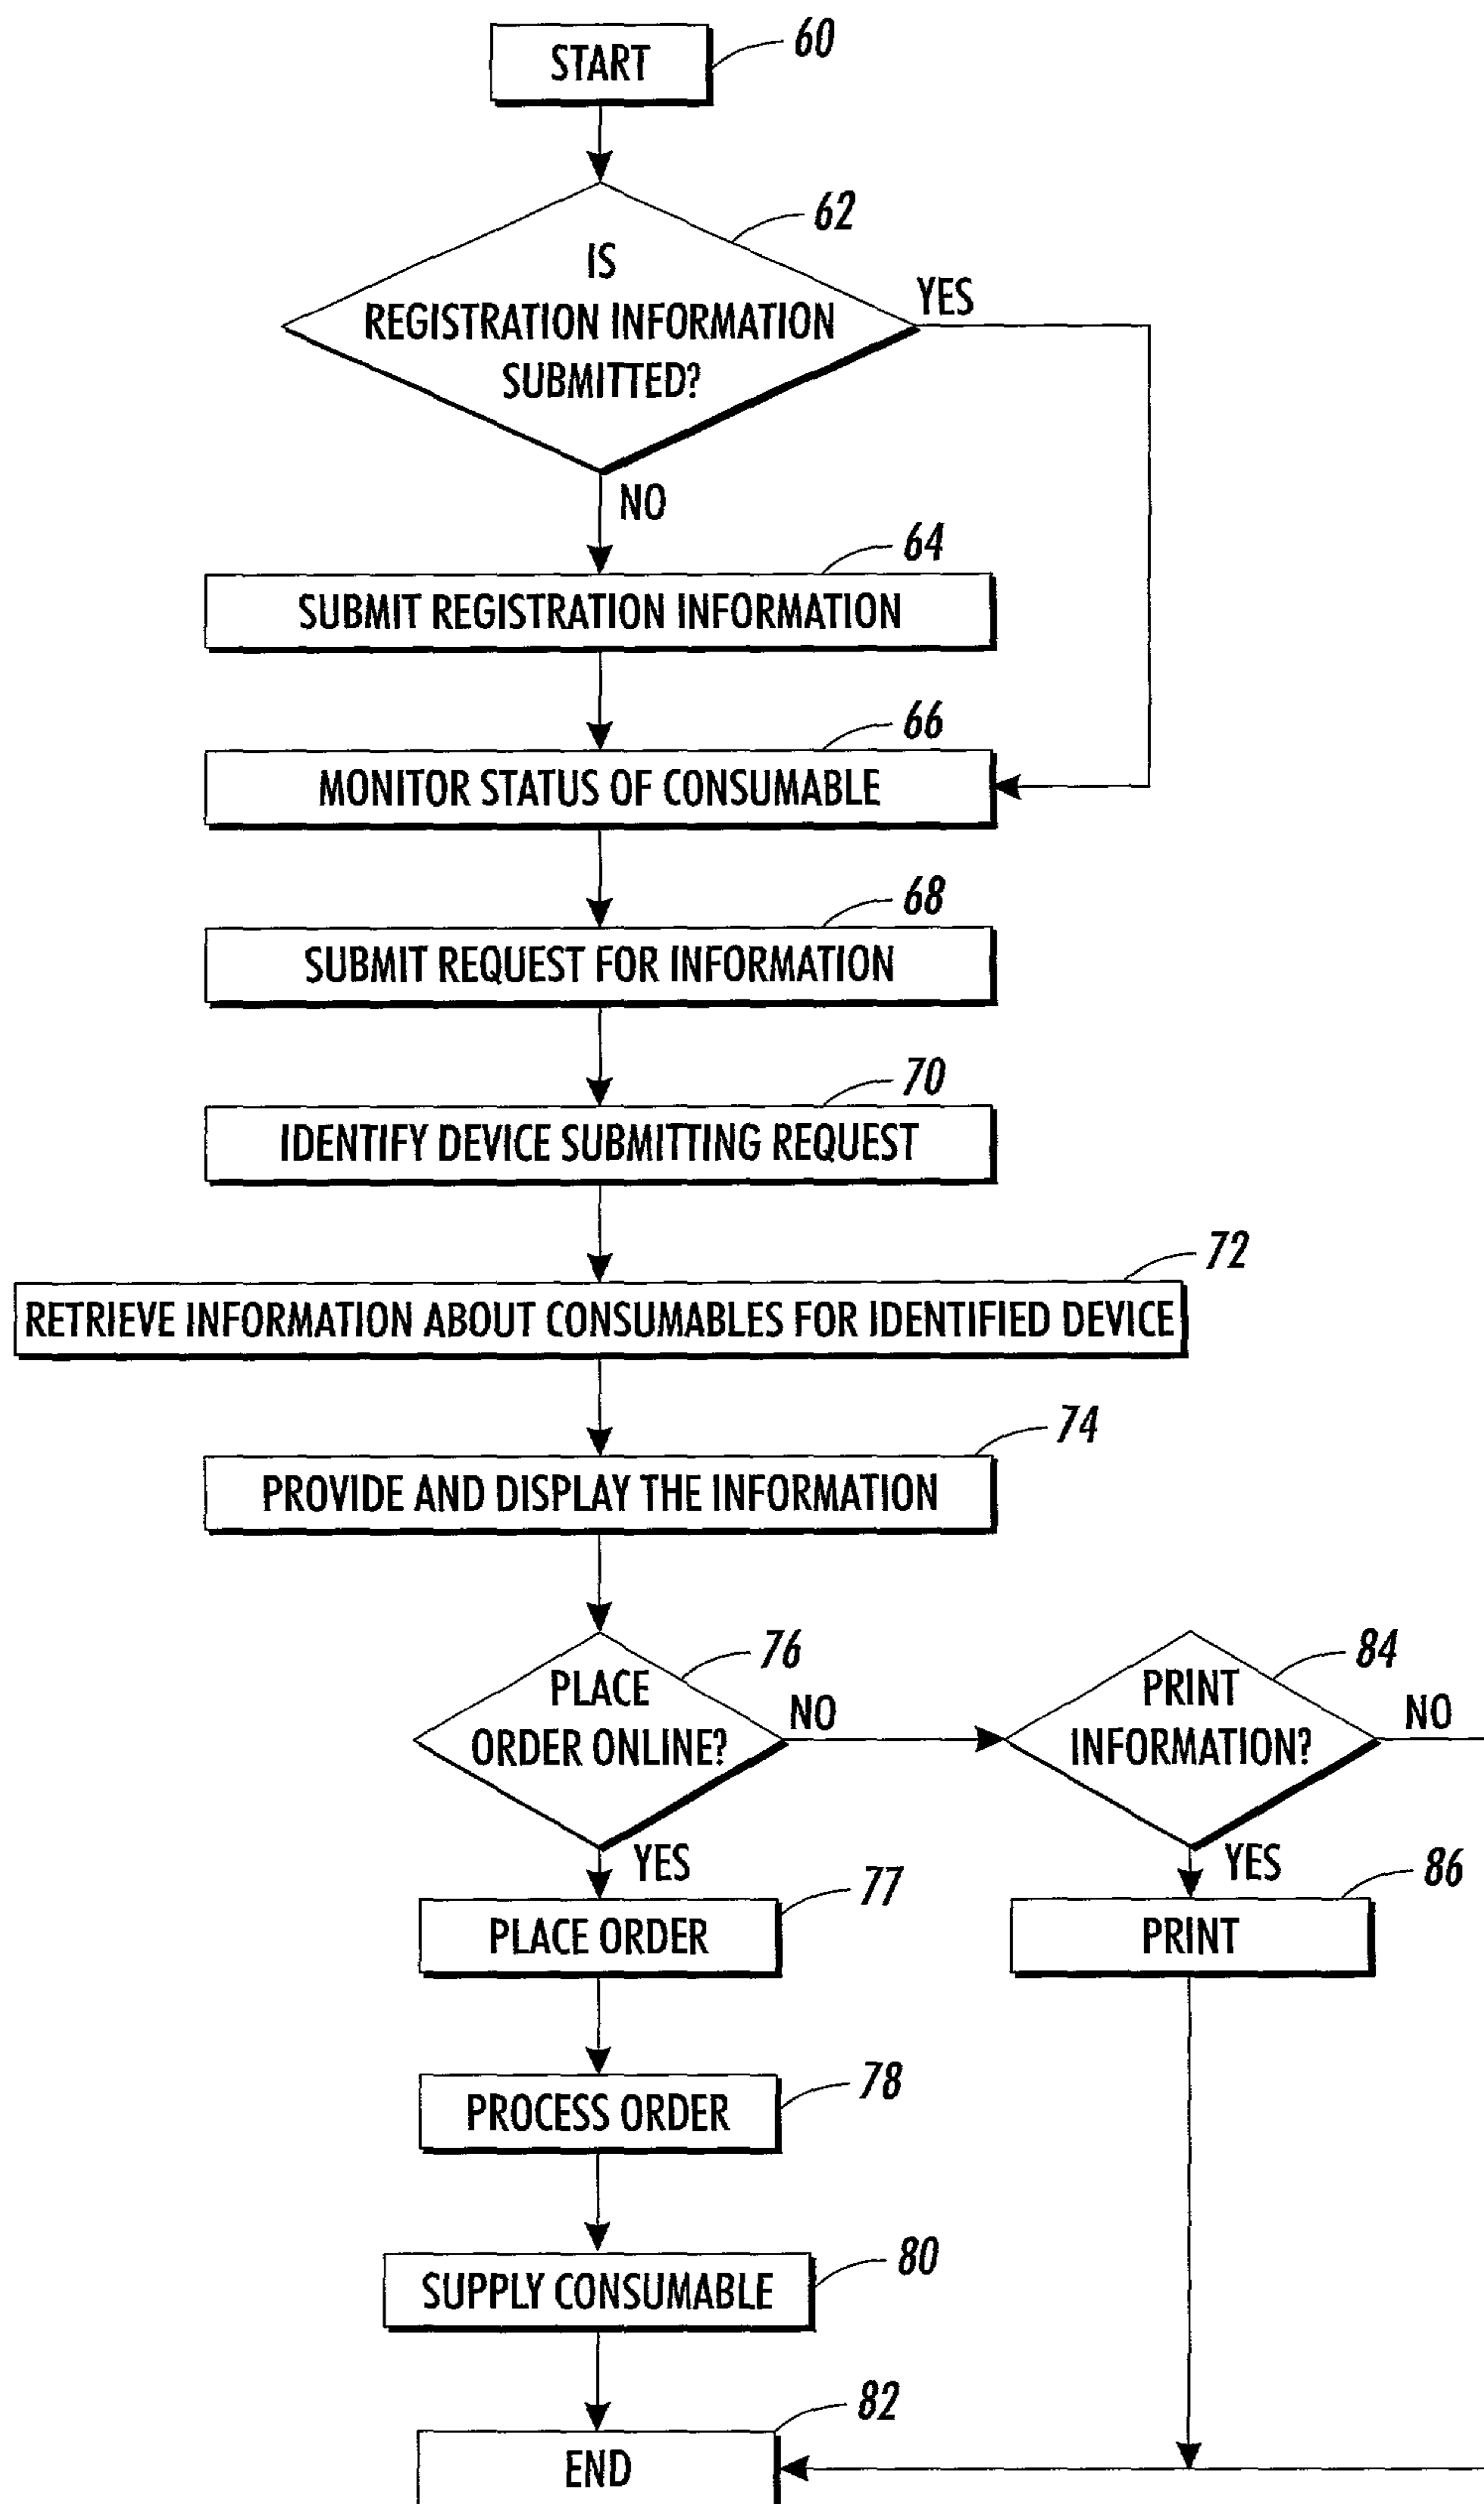 START
60
62
IS
REGISTRATION INFORMATION
SUBMITTED?
YES
NO
64
SUBMIT REGISTRATION INFORMATION
66
MONITOR STATUS OF CONSUMABLE
68
SUBMIT REQUEST FOR INFORMATION
70
IDENTIFY DEVICE SUBMITTING REQUEST
72
RETRIEVE INFORMATION ABOUT CONSUMABLES FOR IDENTIFIED DEVICE
74
PROVIDE AND DISPLAY THE INFORMATION
76
PLACE
ORDER ONLINE?
NO
84
PRINT
INFORMATION?
NO
YES
77
PLACE ORDER
YES
86
PRINT
78
PROCESS ORDER
80
SUPPLY CONSUMABLE
82
END